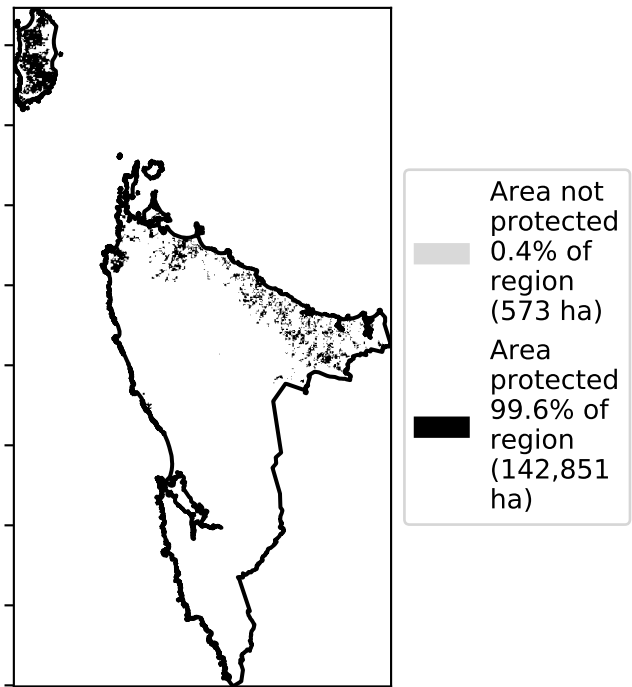 Area not
protected
0.4% of
region
(573 ha)
Area
protected
99.6% of
region
(142,851
ha)